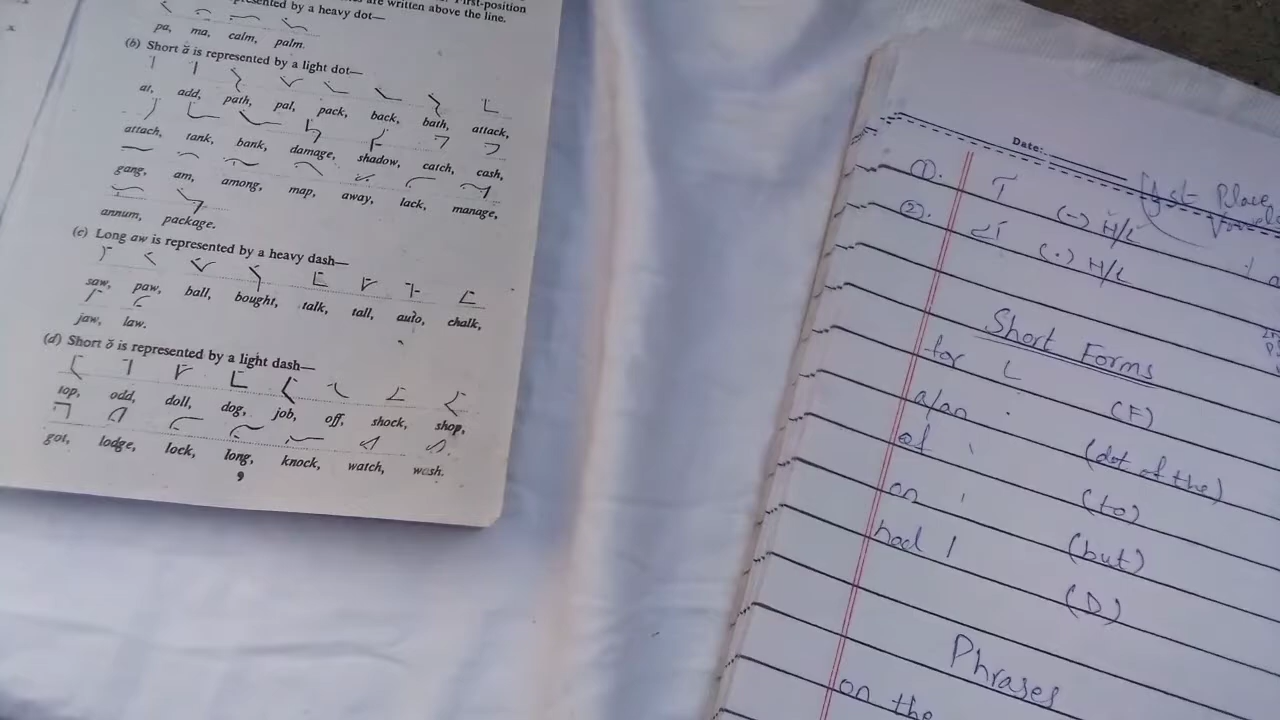 are written above the line.
First-position
presented by a heavy dot—
pa, ma, calm, palm.
(b) Short ă is represented by a light dot—
at, add, path, pal, pack, back, bath, attack,
attach, tank, bank, damage, shadow, catch, cash,
gang, am, among, map, away, lack, manage,
annum, package.
(c) Long aw is represented by a heavy dash—
saw, paw, ball, bought, talk, tall, auto, chalk,
jaw, law.
(d) Short ŏ is represented by a light dash—
top, odd, doll, dog, job, off, shock, shop,
got, lodge, lock, long, knock, watch, wash.
9
Date:
Place
①. (-) H/L
②. (.) H/L
Short Forms
for (F)
a/an (dot of the)
of (to)
on (but)
had (D)
Phrases
on the